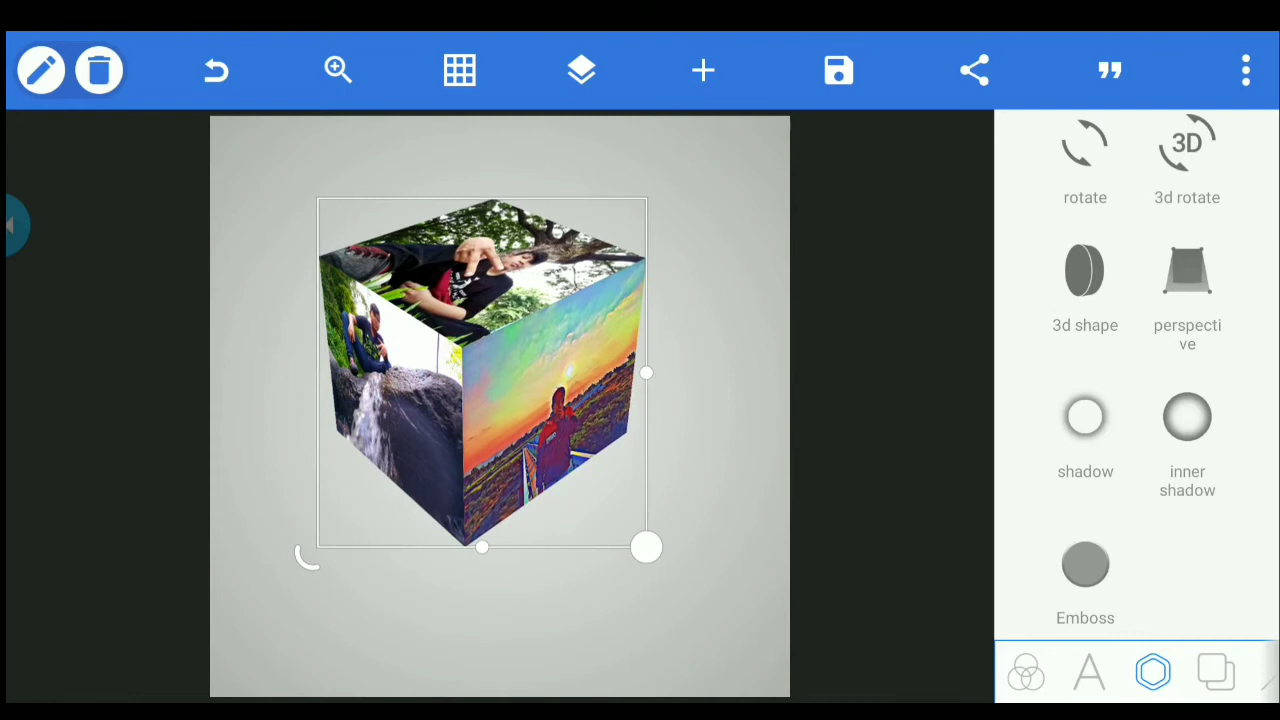 rotate
3D
3d rotate
3d shape
perspecti
ve
shadow
inner
shadow
Emboss